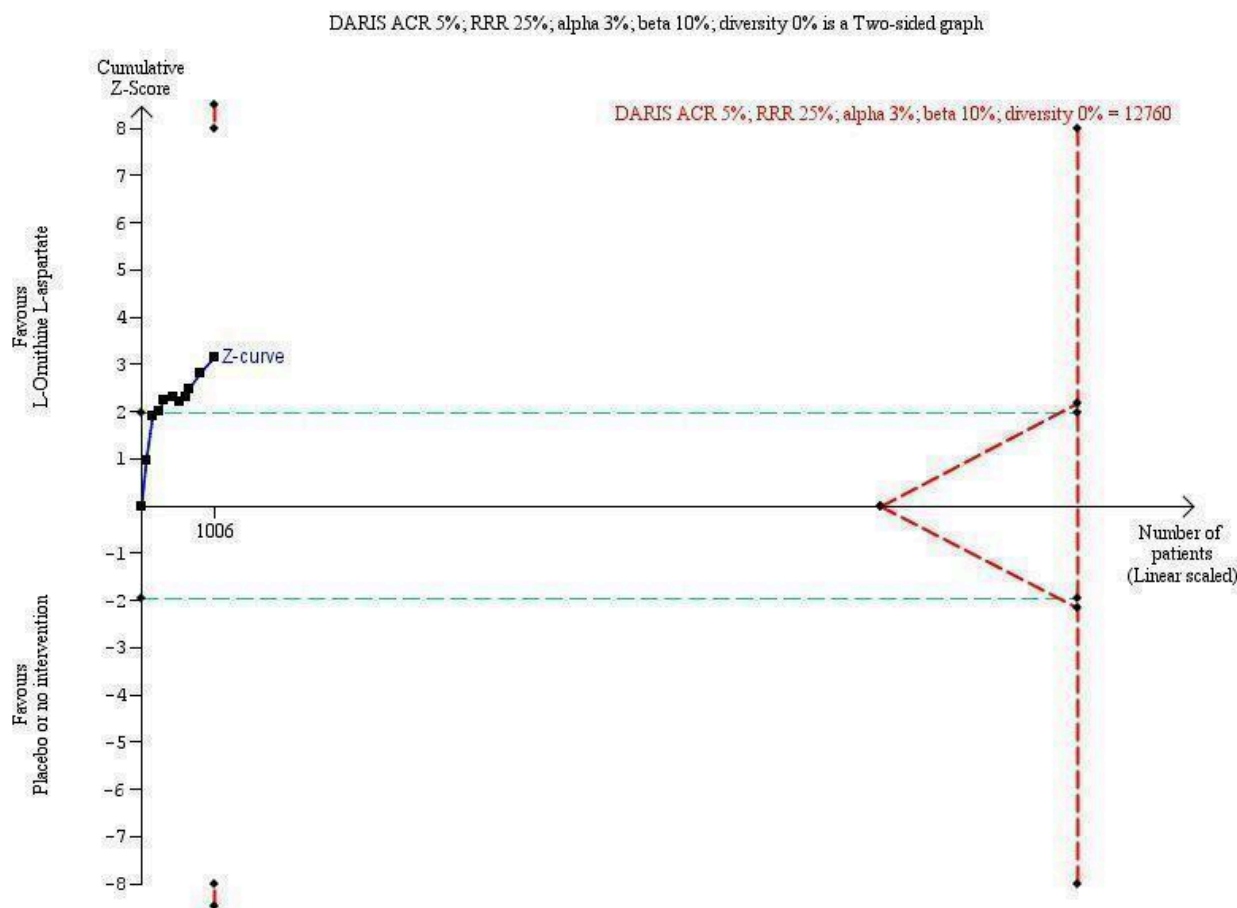 DARIS ACR 5%; RRR 25%; alpha 3%; beta 10%; diversity 0% is a Two-sided graph
Cumulative
Z-Score
DARIS ACR 5%; RRR 25%; alpha 3%; beta 10%; diversity 0% = 12760
8
7
6
5
4
3
2
1
-1
-2
-3
-4
-5
-6
-7
-8
Favours
L-Ornithine L-aspartate
Favours
Placebo or no intervention
Z-curve
1006
Number of
patients
(Linear scaled)